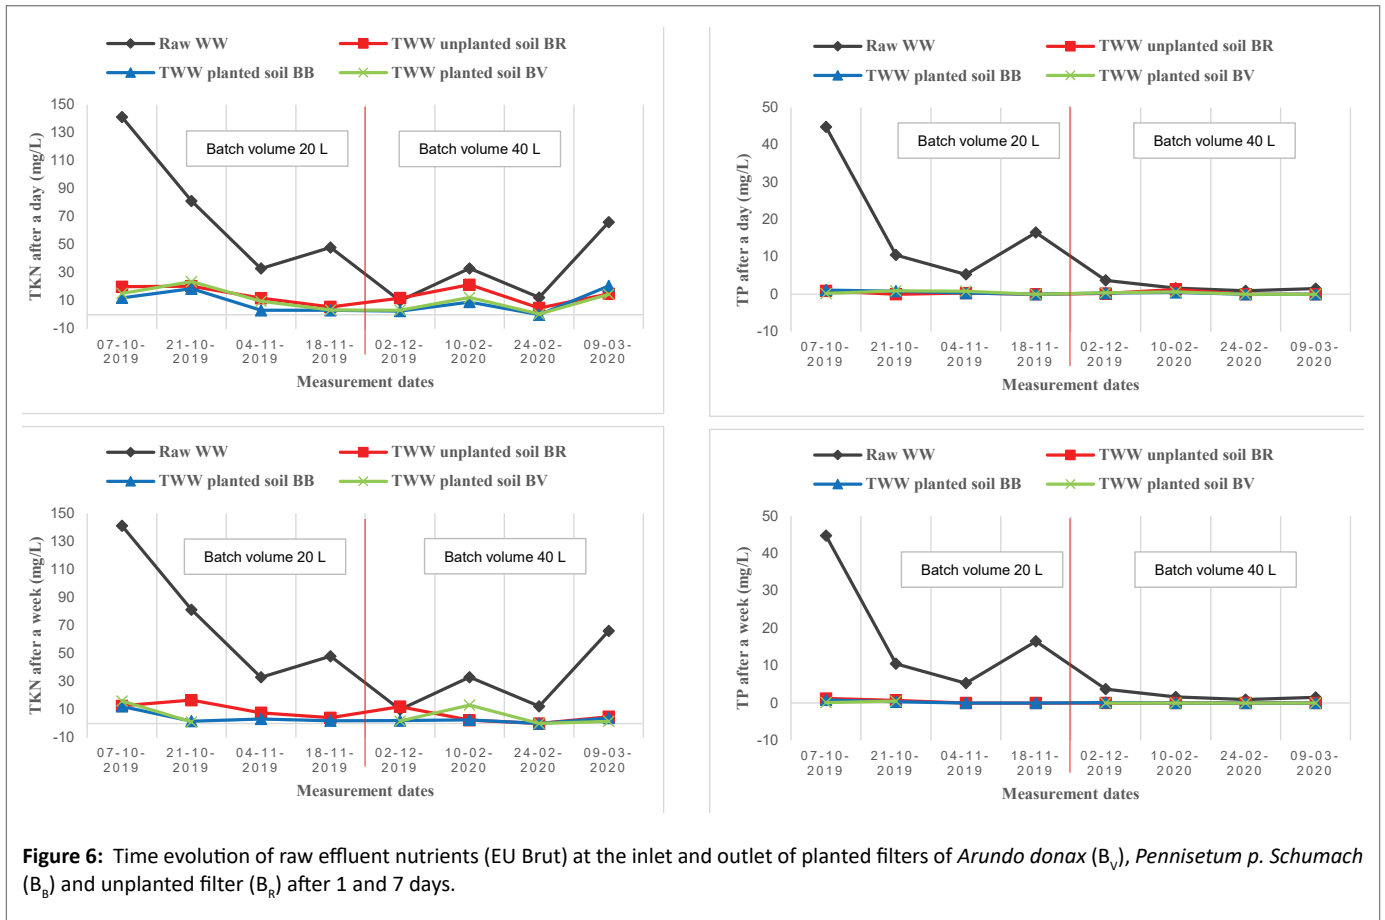 Raw WW
TWW unplanted soil BR
TWW planted soil BB
TWW planted soil BV
TKN after a day (mg/L)
150
130
110
90
70
50
30
10
-10
Batch volume 20 L
Batch volume 40 L
07-10- 21-10- 04-11- 18-11- 02-12- 10-02- 24-02- 09-03-
2019 2019 2019 2019 2019 2020 2020 2020
Measurement dates
Raw WW
TWW unplanted soil BR
TWW planted soil BB
TWW planted soil BV
TP after a day (mg/L)
50
40
30
20
10
0
-10
Batch volume 20 L
Batch volume 40 L
07-10- 21-10- 04-11- 18-11- 02-12- 10-02- 24-02- 09-03-
2019 2019 2019 2019 2019 2020 2020 2020
Measurement dates
Raw WW
TWW unplanted soil BR
TWW planted soil BB
TWW planted soil BV
TKN after a week (mg/L)
150
130
110
90
70
50
30
10
-10
Batch volume 20 L
Batch volume 40 L
07-10- 21-10- 04-11- 18-11- 02-12- 10-02- 24-02- 09-03-
2019 2019 2019 2019 2019 2020 2020 2020
Measurement dates
Raw WW
TWW unplanted soil BR
TWW planted soil BB
TWW planted soil BV
TP after a week (mg/L)
50
40
30
20
10
0
-10
Batch volume 20 L
Batch volume 40 L
07-10- 21-10- 04-11- 18-11- 02-12- 10-02- 24-02- 09-03-
2019 2019 2019 2019 2019 2020 2020 2020
Measurement dates
Figure 6: Time evolution of raw effluent nutrients (EU Brut) at the inlet and outlet of planted filters of Arundo donax (BV), Pennisetum p. Schumach
(BB) and unplanted filter (BR) after 1 and 7 days.